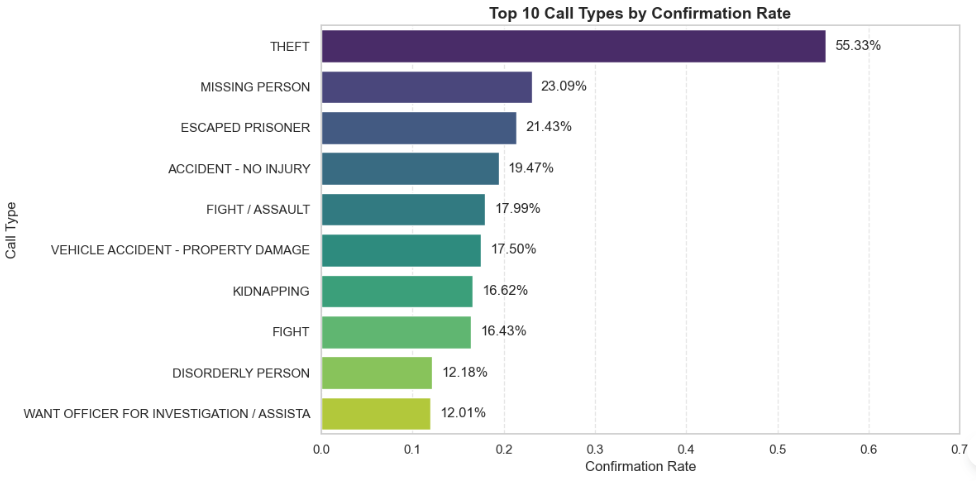 Top 10 Call Types by Confirmation Rate
THEFT 55.33%
MISSING PERSON 23.09%
ESCAPED PRISONER 21.43%
ACCIDENT - NO INJURY 19.47%
FIGHT / ASSAULT 17.99%
VEHICLE ACCIDENT - PROPERTY DAMAGE 17.50%
KIDNAPPING 16.62%
FIGHT 16.43%
DISORDERLY PERSON 12.18%
WANT OFFICER FOR INVESTIGATION / ASSISTA 12.01%
Call Type
0.0 0.1 0.2 0.3 0.4 0.5 0.6 0.7
Confirmation Rate